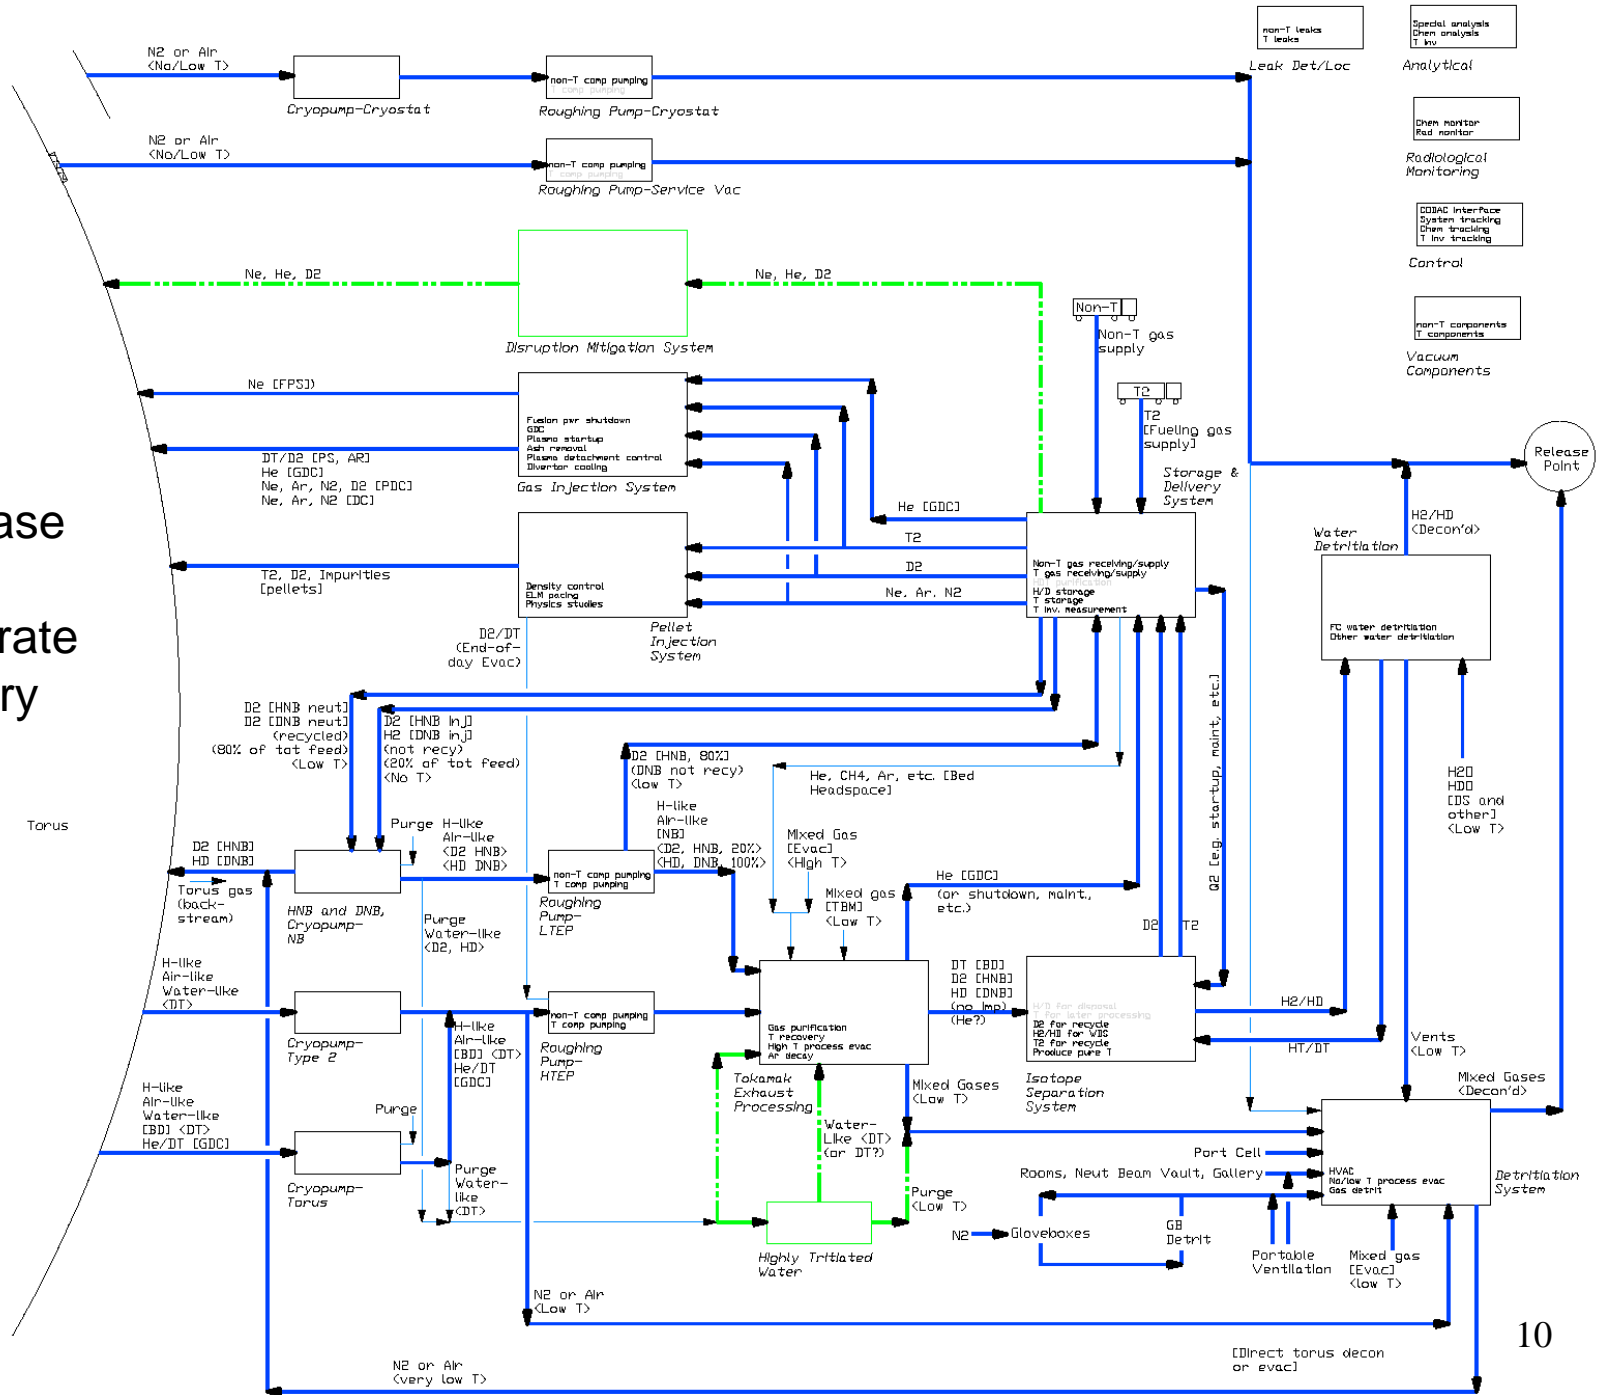 N2 or Air
<No/Low T>
Cryopump-Cryostat
non-T comp pumping
T comp pumping
Roughing Pump-Cryostat
non-T leaks
T leaks
Leak Det/Loc
Special analysis
Chem analysis
T inv
Analytical
N2 or Air
<No/Low T>
non-T comp pumping
T comp pumping
Roughing Pump-Service Vac
Chem monitor
Rad monitor
Radiological
Monitoring
CODAC interface
System tracking
Chem tracking
T inv tracking
Control
Ne, He, D2
Ne, He, D2
Disruption Mitigation System
Non-T
Non-T gas
supply
non-T components
T components
Vacuum
Components
T2
T2
[Fueling gas
supply]
Ne [FPS])
Fusion pwr shutdown
GDC
Plasma startup
Ash removal
Plasma detachment control
Divertor cooling
Gas Injection System
DT/D2 [PS, AR]
He [GDC]
Ne, Ar, N2, D2 [PDC]
Ne, Ar, N2 [DC]
Storage &
Delivery
System
Release
Point
ase
rate
ry
He [GDC]
T2
D2
Ne, Ar, N2
Non-T gas receiving/supply
T gas receiving/supply
HDT purification
H/D storage
T storage
T inv. measurement
H2/HD
<Decon'd>
Water
Detritiation
FC water detritiation
Other water detritiation
T2, D2, Impurities
[pellets]
Density control
ELM pacing
Physics studies
Pellet
Injection
System
D2/DT
(End-of-
day Evac)
D2 [HNB neut]
D2 [DNB neut]
(recycled)
(80% of tot feed)
<Low T>
D2 [HNB inj]
H2 [DNB inj]
(not recy)
(20% of tot feed)
<No T>
D2 [HNB, 80%]
(DNB not recy)
<low T>
He, CH4, Ar, etc. [Bed
Headspace]
Q2 [e.g. startup, maint, etc.]
H2O
HDO
[DS and
other]
<Low T>
Torus
D2 [HNB]
HD [DNB]
Torus gas
(back-
stream)
Purge
H-like
Air-like
<D2 HNB>
<HD DNB>
HNB and DNB,
Cryopump-
NB
Purge
Water-like
<D2, HD>
non-T comp pumping
T comp pumping
Roughing
Pump-
LTEP
H-like
Air-like
[NB]
<D2, HNB, 20%>
<HD, DNB, 100%>
Mixed Gas
[Evac]
<High T>
Mixed gas
[TBM]
<Low T>
He [GDC]
(or shutdown, maint.,
etc.)
D2
T2
H-like
Air-like
Water-like
<DT>
Cryopump-
Type 2
H-like
Air-like
[BD] <DT>
He/DT
[GDC]
non-T comp pumping
T comp pumping
Roughing
Pump-
HTEP
Gas purification
T recovery
High T process evac
Ar decay
Tokamak
Exhaust
Processing
DT [BD]
D2 [HNB]
HD [DNB]
(no Imp)
(He?)
H/D for disposal
T for later processing
D2 for recycle
H2/HD for WDS
T2 for recycle
Produce pure T
Isotope
Separation
System
H2/HD
HT/DT
Vents
<Low T>
Mixed Gases
<Decon'd>
H-like
Air-like
Water-like
[BD] <DT>
He/DT [GDC]
Purge
Cryopump-
Torus
Purge
Water-
like
<DT>
Mixed Gases
<Low T>
Water-
Like <DT>
(or DT?)
Purge
<Low T>
Highly Tritiated
Water
Port Cell
Rooms, Neut Beam Vault, Gallery
HVAC
No/low T process evac
Gas detrit
Detritiation
System
N2
Gloveboxes
GB
Detrit
Portable
Ventilation
Mixed gas
[Evac]
<low T>
N2 or Air
<Low T>
N2 or Air
(very low T>
[Direct torus decon
or evac]
10